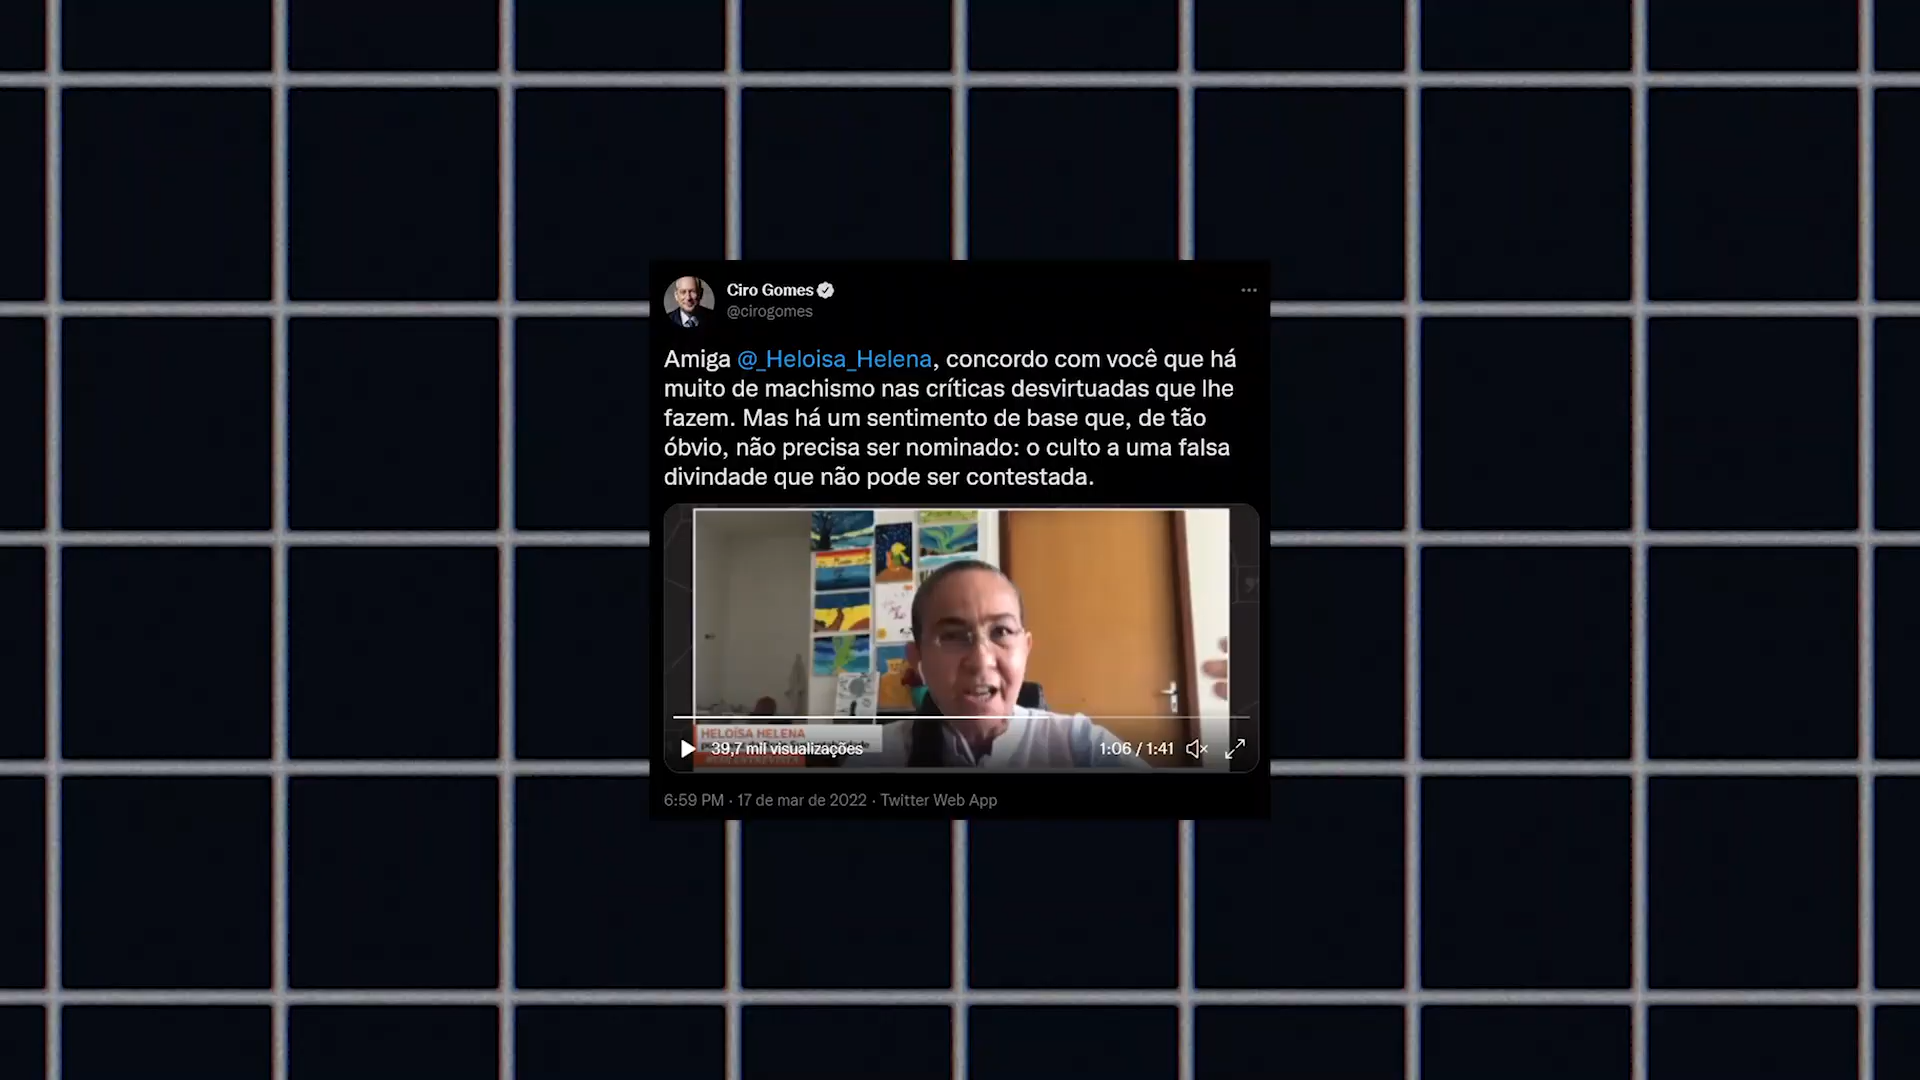 Ciro Gomes
@cirogomes
Amiga @_Heloisa_Helena, concordo com você que há
muito de machismo nas críticas desvirtuadas que lhe
fazem. Mas há um sentimento de base que, de tão
óbvio, não precisa ser nominado: o culto a uma falsa
divindade que não pode ser contestada.
HELOÍSA HELENA
39,7 mil visualizações
1:06 / 1:41
6:59 PM · 17 de mar de 2022 · Twitter Web App